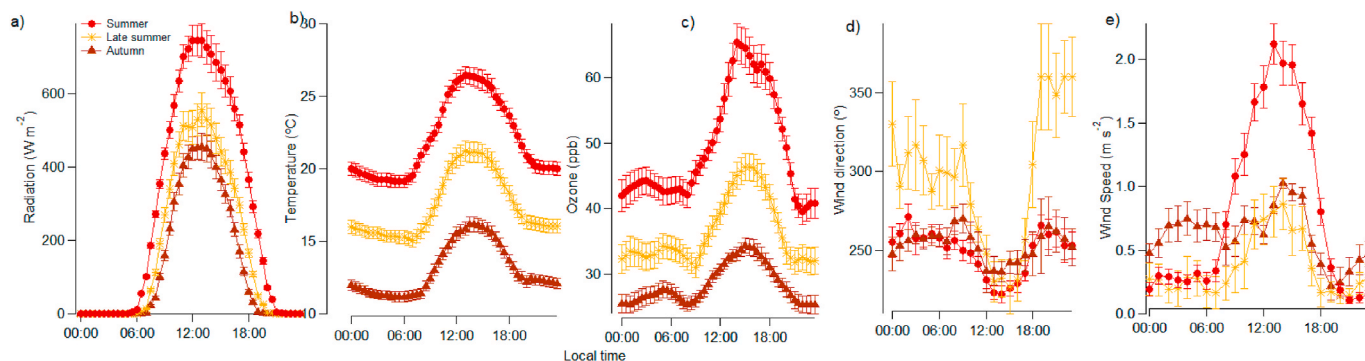 a)
Summer
Late summer
Autumn
Radiation (W m-2)
600
400
200
0
00:00 06:00 12:00 18:00
b)
Temperature (ºC)
30
25
20
15
10
00:00 06:00 12:00 18:00
c)
Ozone (ppb)
60
50
40
30
00:00 06:00 12:00 18:00
d)
Wind direction (º)
350
300
250
00:00 06:00 12:00 18:00
e)
Wind Speed (m s-2)
2.0
1.5
1.0
0.5
0.0
00:00 06:00 12:00 18:00
Local time